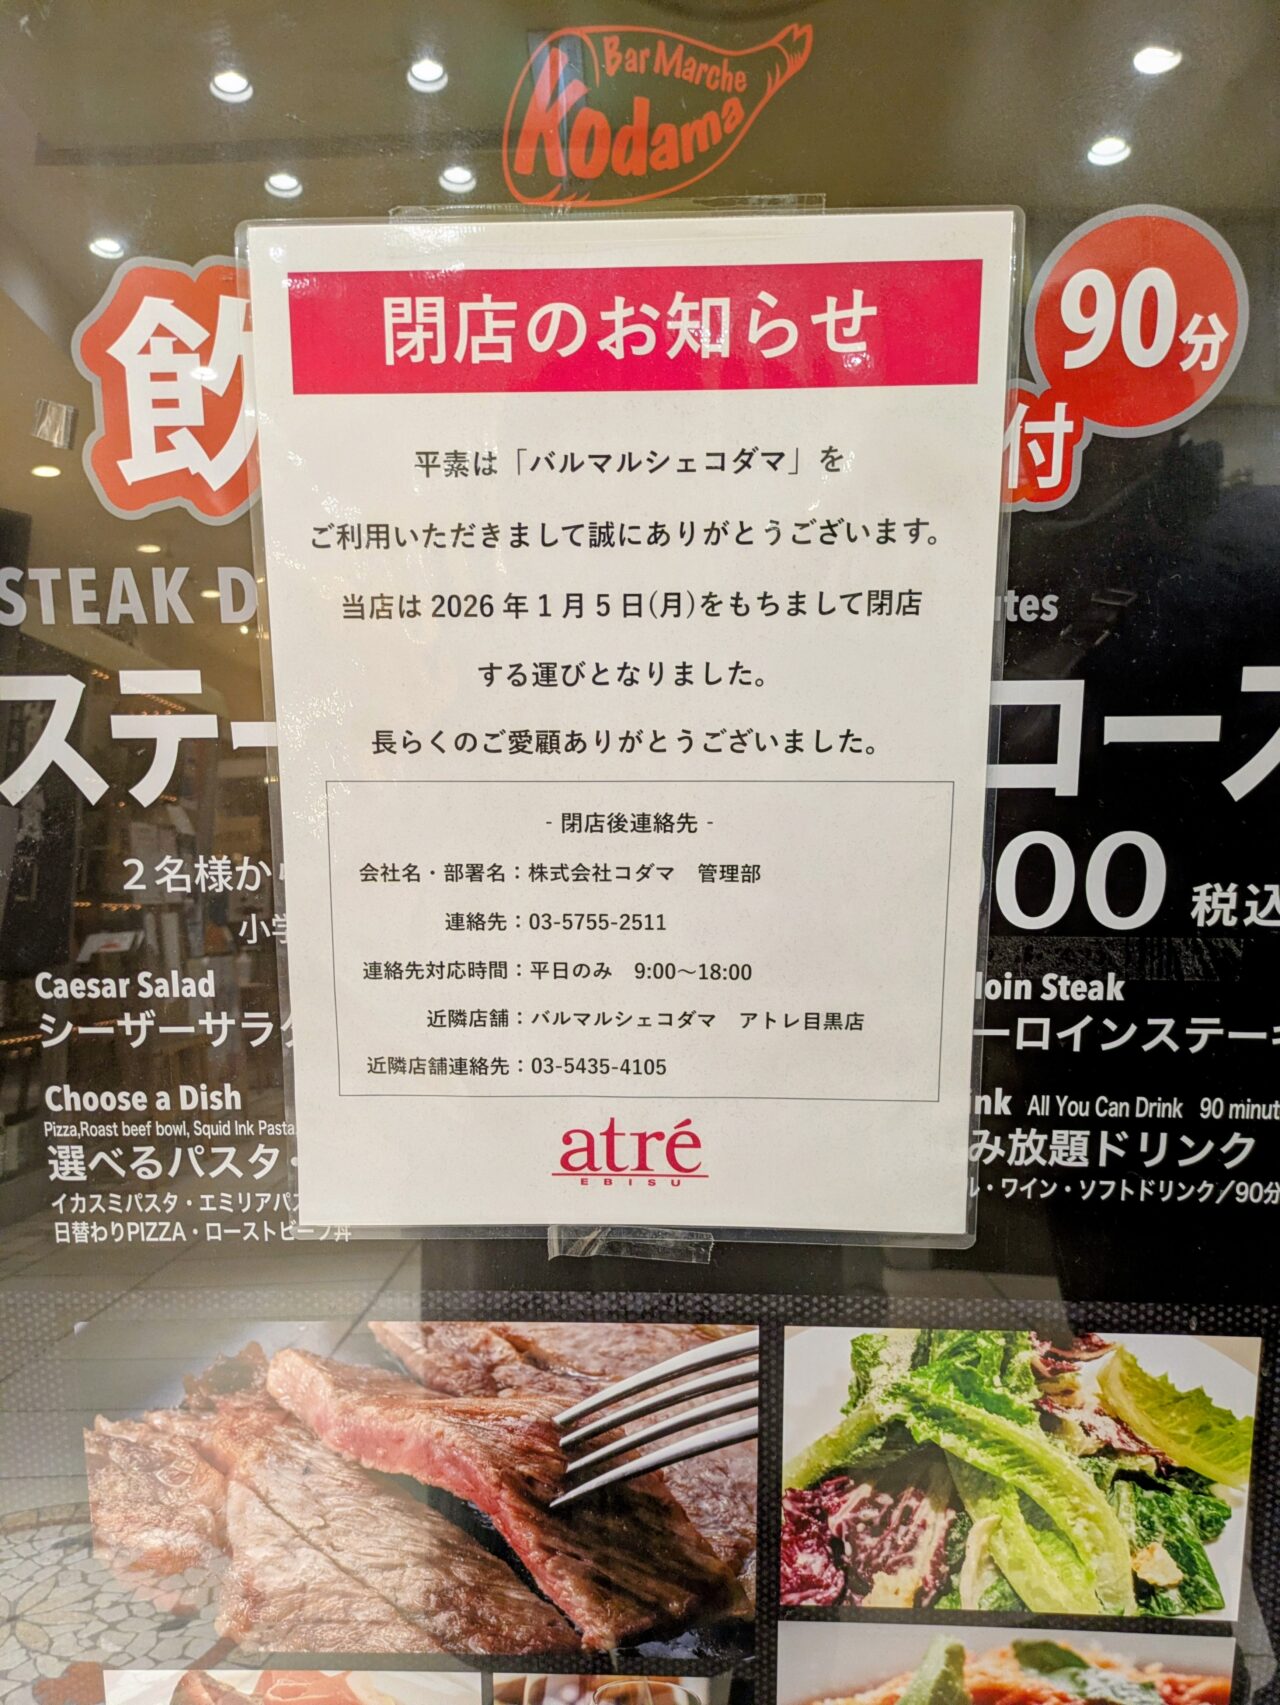 Bar Marche
Kodama
飲
90分
付
閉店のお知らせ
平素は「バルマルシェコダマ」を
ご利用いただきまして誠にありがとうございます。
当店は 2026 年 1 月 5 日(月)をもちまして閉店
する運びとなりました。
長らくのご愛顧ありがとうございました。
- 閉店後連絡先 -
会社名・部署名：株式会社コダマ　管理部
連絡先：03-5755-2511
連絡先対応時間：平日のみ　9:00～18:00
近隣店舗：バルマルシェコダマ　アトレ目黒店
近隣店舗連絡先：03-5435-4105
atré
EBISU
STEAK D
utes
ステー
コース
２名様か
00 税込
小学
Caesar Salad
シーザーサラダ
loin Steak
ーロインステーキ
Choose a Dish
Pizza,Roast beef bowl, Squid Ink Pasta
選べるパスタ・
イカスミパスタ・エミリアパス
日替わりPIZZA・ローストビーフ丼
nk All You Can Drink 90 minut
み放題ドリンク
ル・ワイン・ソフトドリンク／90分